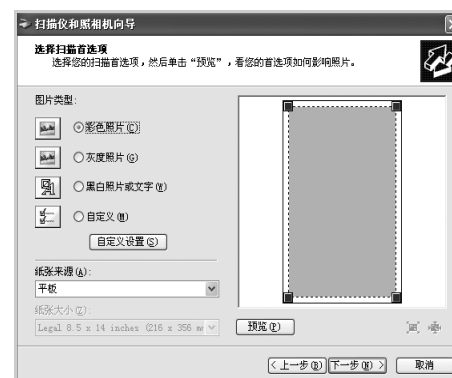 扫描仪和照相机向导
选择扫描首选项
选择您的扫描首选项，然后单击“预览”，看您的首选项如何影响照片。
图片类型:
彩色照片(C)
灰度照片(G)
黑白照片或文字(W)
自定义(M)
自定义设置(S)
纸张来源(A):
平板
纸张大小(Z):
Legal 8.5 x 14 inches (216 x 356 m
预览(P)
< 上一步(B) 下一步(N) > 取消